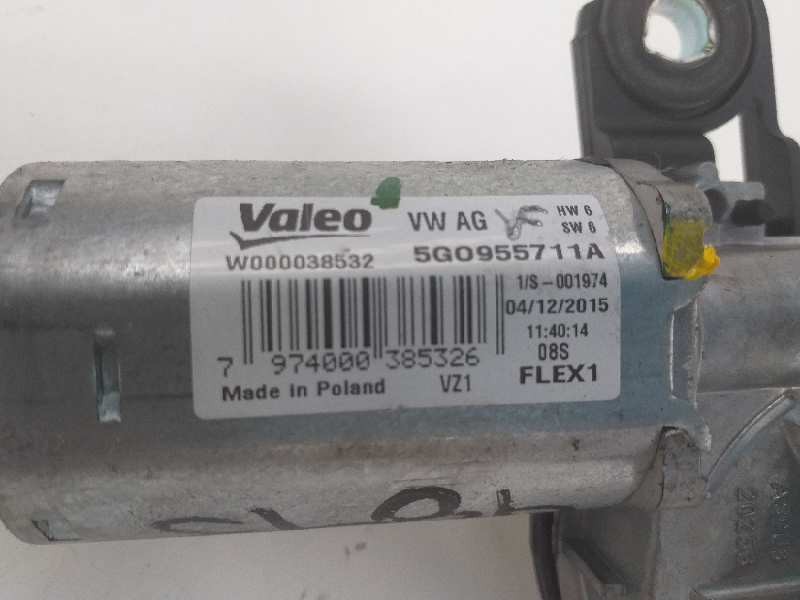 Valeo VW AG VF HW 6
SW 6
W000038532 5G0955711A
1/S-001974
04/12/2015
11:40:14
7 974000 385326 08S
Made in Poland VZ1 FLEX1